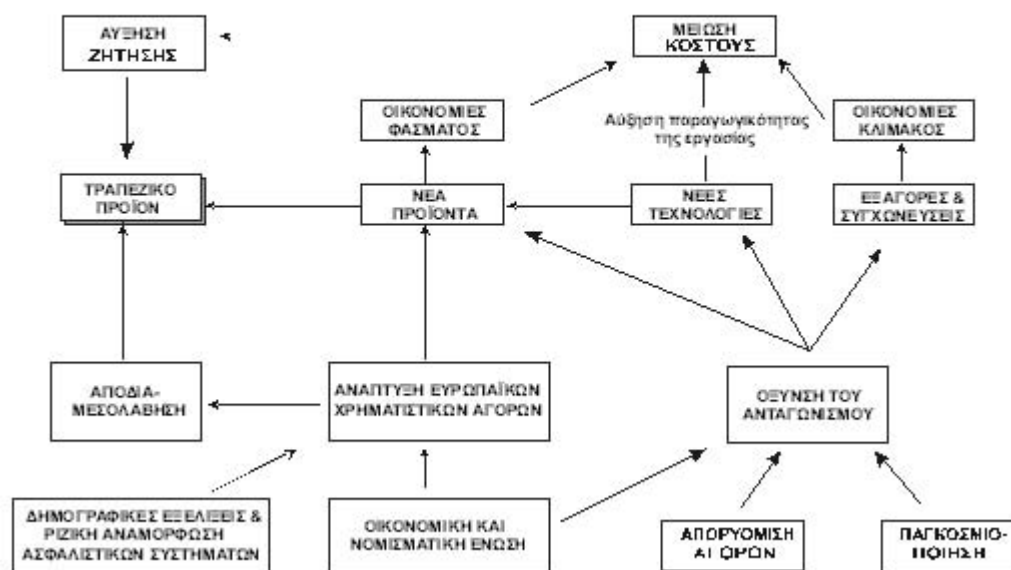 ΑΥΞΗΣΗ
ΖΗΤΗΣΗΣ
ΜΕΙΩΣΗ
ΚΟΣΤΟΥΣ
ΟΙΚΟΝΟΜΙΕΣ
ΦΑΣΜΑΤΟΣ
Αύξηση παραγωγικότητας
της εργασίας
ΟΙΚΟΝΟΜΙΕΣ
ΚΛΙΜΑΚΟΣ
ΤΡΑΠΕΖΙΚΟ
ΠΡΟΪΟΝ
ΝΕΑ
ΠΡΟΪΟΝΤΑ
ΝΕΕΣ
ΤΕΧΝΟΛΟΓΙΕΣ
ΕΞΑΓΟΡΕΣ &
ΣΥΓΧΩΝΕΥΣΕΙΣ
ΑΠΟΔΙΑ-
ΜΕΣΟΛΑΒΗΣΗ
ΑΝΑΠΤΥΞΗ ΕΥΡΩΠΑΪΚΩΝ
ΧΡΗΜΑΤΙΣΤΙΚΩΝ ΑΓΟΡΩΝ
ΟΞΥΝΣΗ ΤΟΥ
ΑΝΤΑΓΩΝΙΣΜΟΥ
ΔΗΜΟΓΡΑΦΙΚΕΣ ΕΞΕΛΙΞΕΙΣ &
ΡΙΖΙΚΗ ΑΝΑΜΟΡΦΩΣΗ
ΑΣΦΑΛΙΣΤΙΚΩΝ ΣΥΣΤΗΜΑΤΩΝ
ΟΙΚΟΝΟΜΙΚΗ ΚΑΙ
ΝΟΜΙΣΜΑΤΙΚΗ ΕΝΩΣΗ
ΑΠΟΡΥΘΜΙΣΗ
ΑΓΟΡΩΝ
ΠΑΓΚΟΣΜΙΟ-
ΠΟΙΗΣΗ